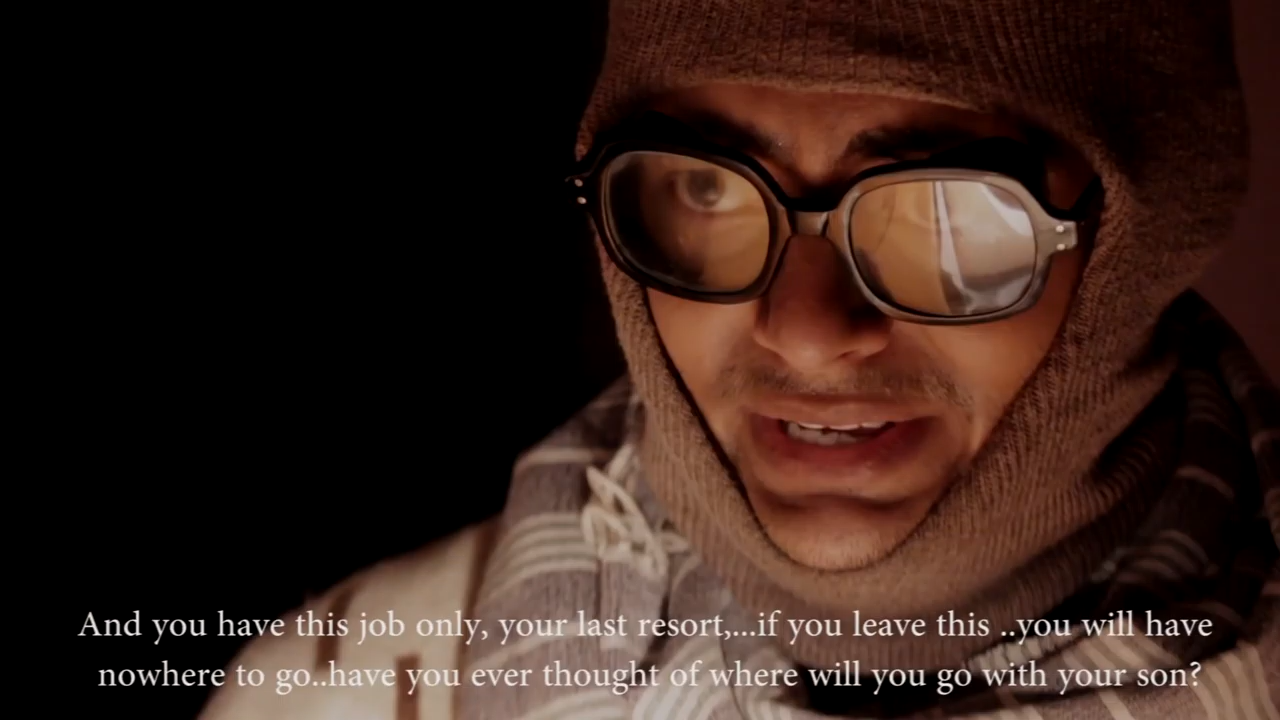 And you have this job only, your last resort,...if you leave this ..you will have
nowhere to go..have you ever thought of where will you go with your son?